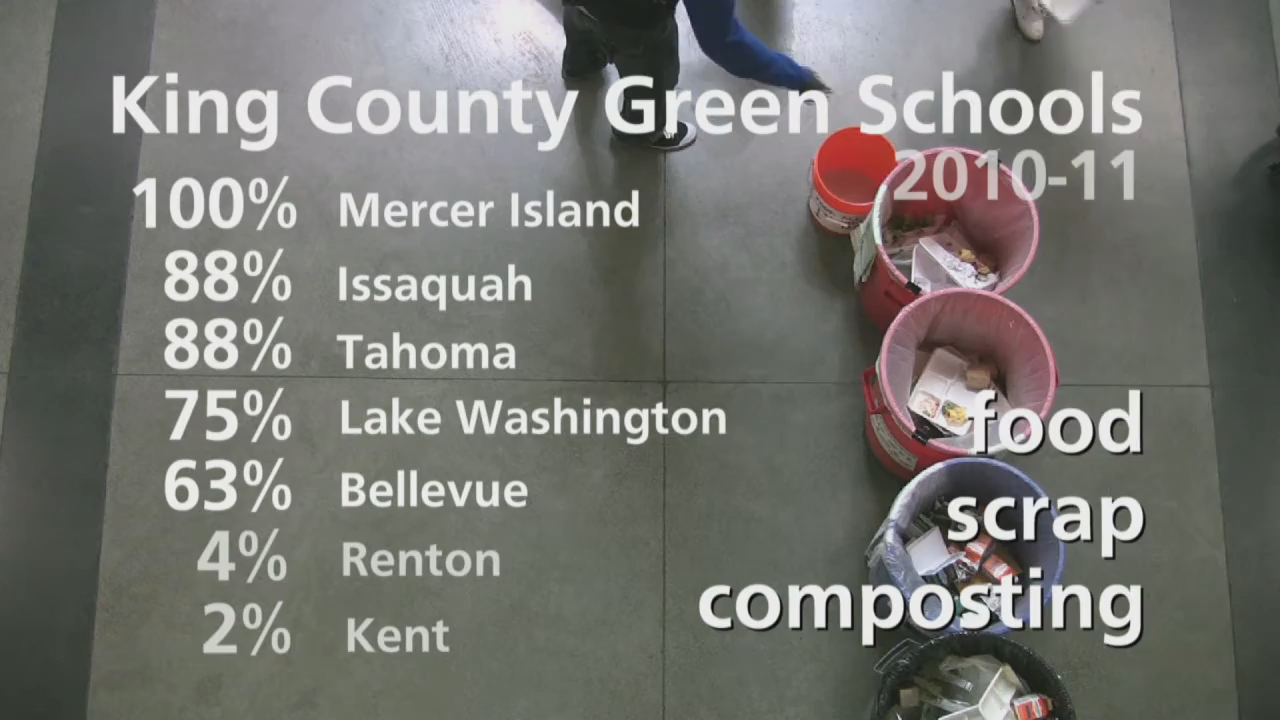 King County Green Schools
2010-11
100% Mercer Island
88% Issaquah
88% Tahoma
75% Lake Washington
63% Bellevue
4% Renton
2% Kent
food
scrap
composting